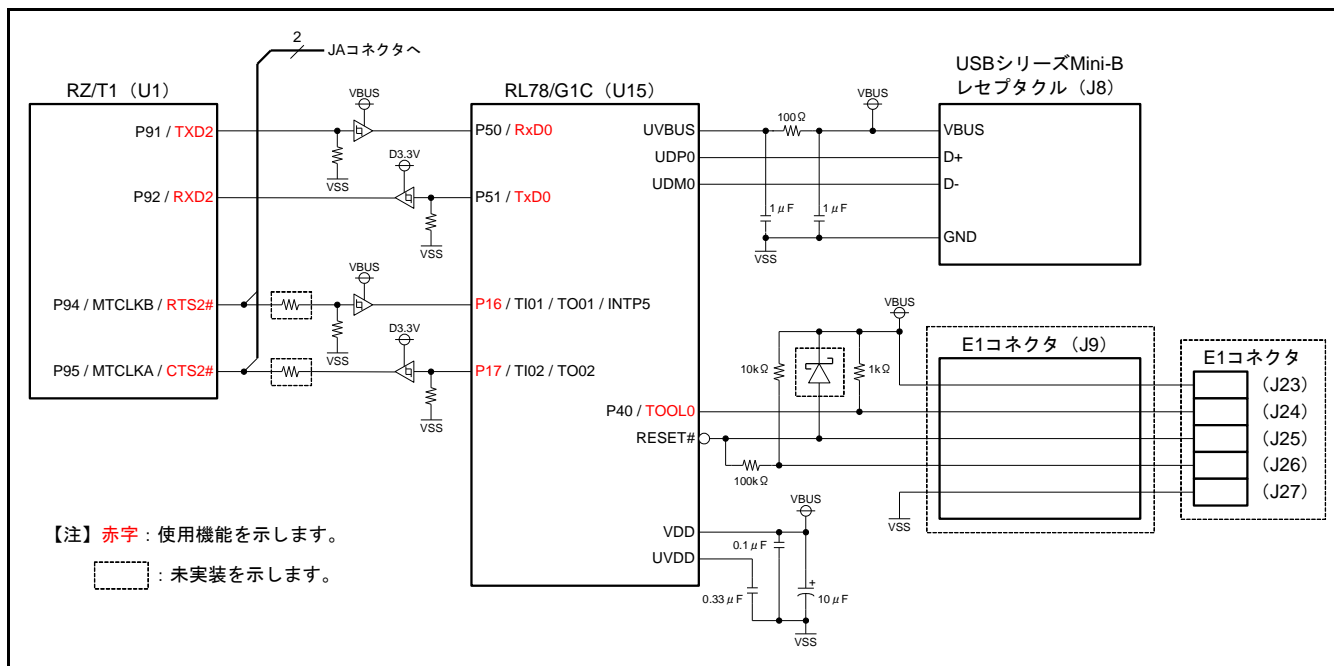 2
JAコネクタへ
RZ/T1（U1）
P91 / TXD2
P92 / RXD2
P94 / MTCLKB / RTS2#
P95 / MTCLKA / CTS2#
VBUS
VSS
D3.3V
VSS
VBUS
VSS
D3.3V
VSS
RL78/G1C（U15）
P50 / RxD0
P51 / TxD0
P16 / TI01 / TO01 / INTP5
P17 / TI02 / TO02
UVBUS
UDP0
UDM0
P40 / TOOL0
RESET#
VDD
UVDD
100Ω
VBUS
1μF
1μF
VSS
USBシリーズMini-B
レセプタクル（J8）
VBUS
D+
D-
GND
VBUS
10kΩ
1kΩ
100kΩ
VSS
E1コネクタ（J9）
E1コネクタ
（J23）
（J24）
（J25）
（J26）
（J27）
VBUS
0.1μF
0.33μF
+
10μF
VSS
【注】赤字：使用機能を示します。
：未実装を示します。